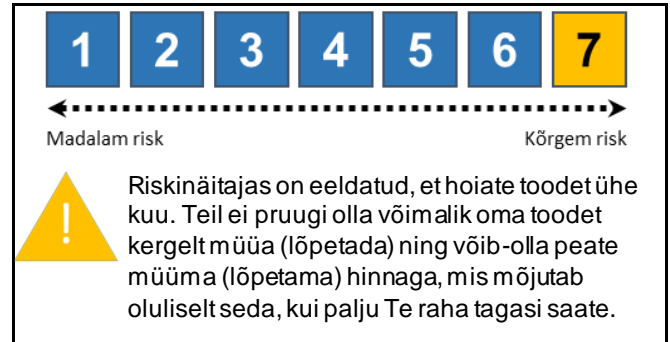 1 2 3 4 5 6 7
Madalam risk Kõrgem risk
Riskinäitajas on eeldatud, et hoiate toodet ühe
kuu. Teil ei pruugi olla võimalik oma toodet
kergelt müüa (lõpetada) ning võib-olla peate
müüma (lõpetama) hinnaga, mis mõjutab
oluliselt seda, kui palju Te raha tagasi saate.
!